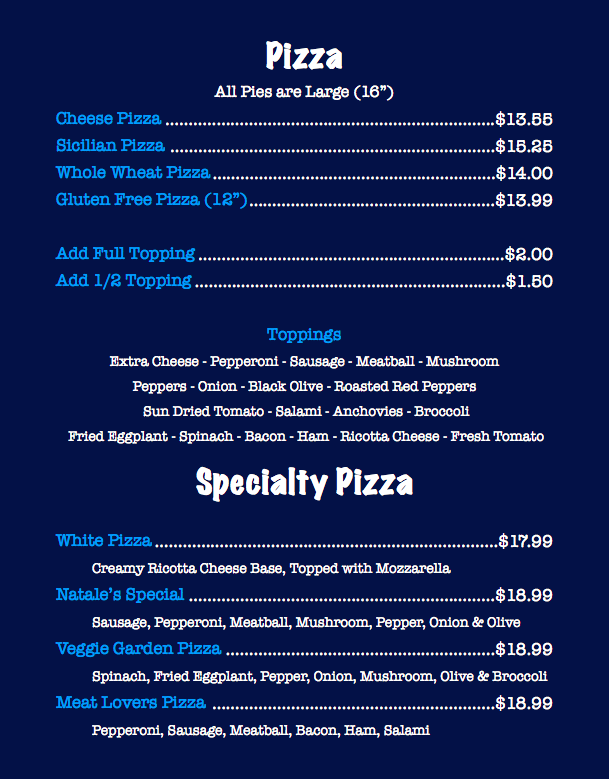 Pizza
All Pies are Large (16”)
Cheese Pizza ......................................................................$13.55
Sicilian Pizza .....................................................................$15.25
Whole Wheat Pizza............................................................$14.00
Gluten Free Pizza (12”)....................................................$13.99
Add Full Topping .................................................................$2.00
Add 1/2 Topping ..................................................................$1.50
Toppings
Extra Cheese - Pepperoni - Sausage - Meatball - Mushroom
Peppers - Onion - Black Olive - Roasted Red Peppers
Sun Dried Tomato - Salami - Anchovies - Broccoli
Fried Eggplant - Spinach - Bacon - Ham - Ricotta Cheese - Fresh Tomato
Specialty Pizza
White Pizza .........................................................................$17.99
Creamy Ricotta Cheese Base, Topped with Mozzarella
Natale’s Special .................................................................$18.99
Sausage, Pepperoni, Meatball, Mushroom, Pepper, Onion & Olive
Veggie Garden Pizza .........................................................$18.99
Spinach, Fried Eggplant, Pepper, Onion, Mushroom, Olive & Broccoli
Meat Lovers Pizza ............................................................$18.99
Pepperoni, Sausage, Meatball, Bacon, Ham, Salami